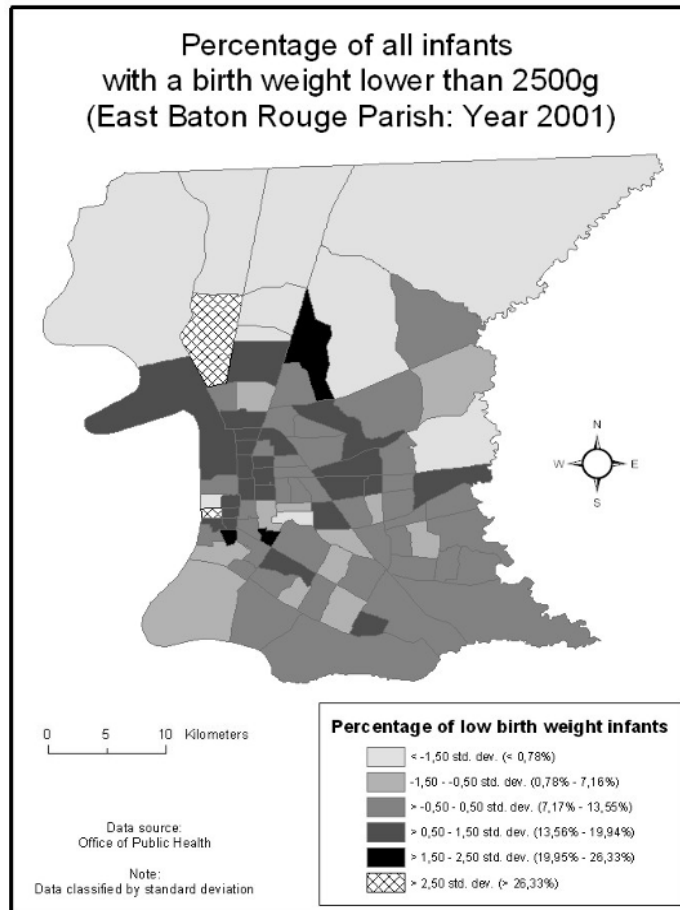 Percentage of all infants
with a birth weight lower than 2500g
(East Baton Rouge Parish: Year 2001)
N
W E
S
0 5 10 Kilometers
Percentage of low birth weight infants
< -1,50 std. dev. (< 0,78%)
-1,50 - -0,50 std. dev. (0,78% - 7,16%)
> -0,50 - 0,50 std. dev. (7,17% - 13,55%)
> 0,50 - 1,50 std. dev. (13,56% - 19,94%)
> 1,50 - 2,50 std. dev. (19,95% - 26,33%)
> 2,50 std. dev. (> 26,33%)
Data source:
Office of Public Health
Note:
Data classified by standard deviation